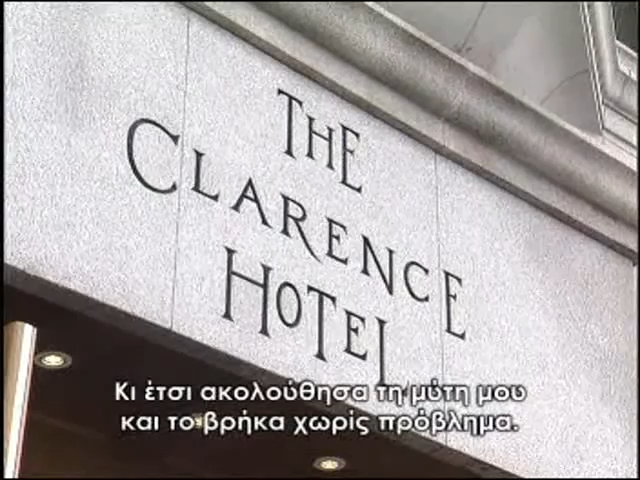 THE
CLARENCE
HOTEL
Κι έτσι ακολούθησα τη μύτη μου
και το βρήκα χωρίς πρόβλημα.